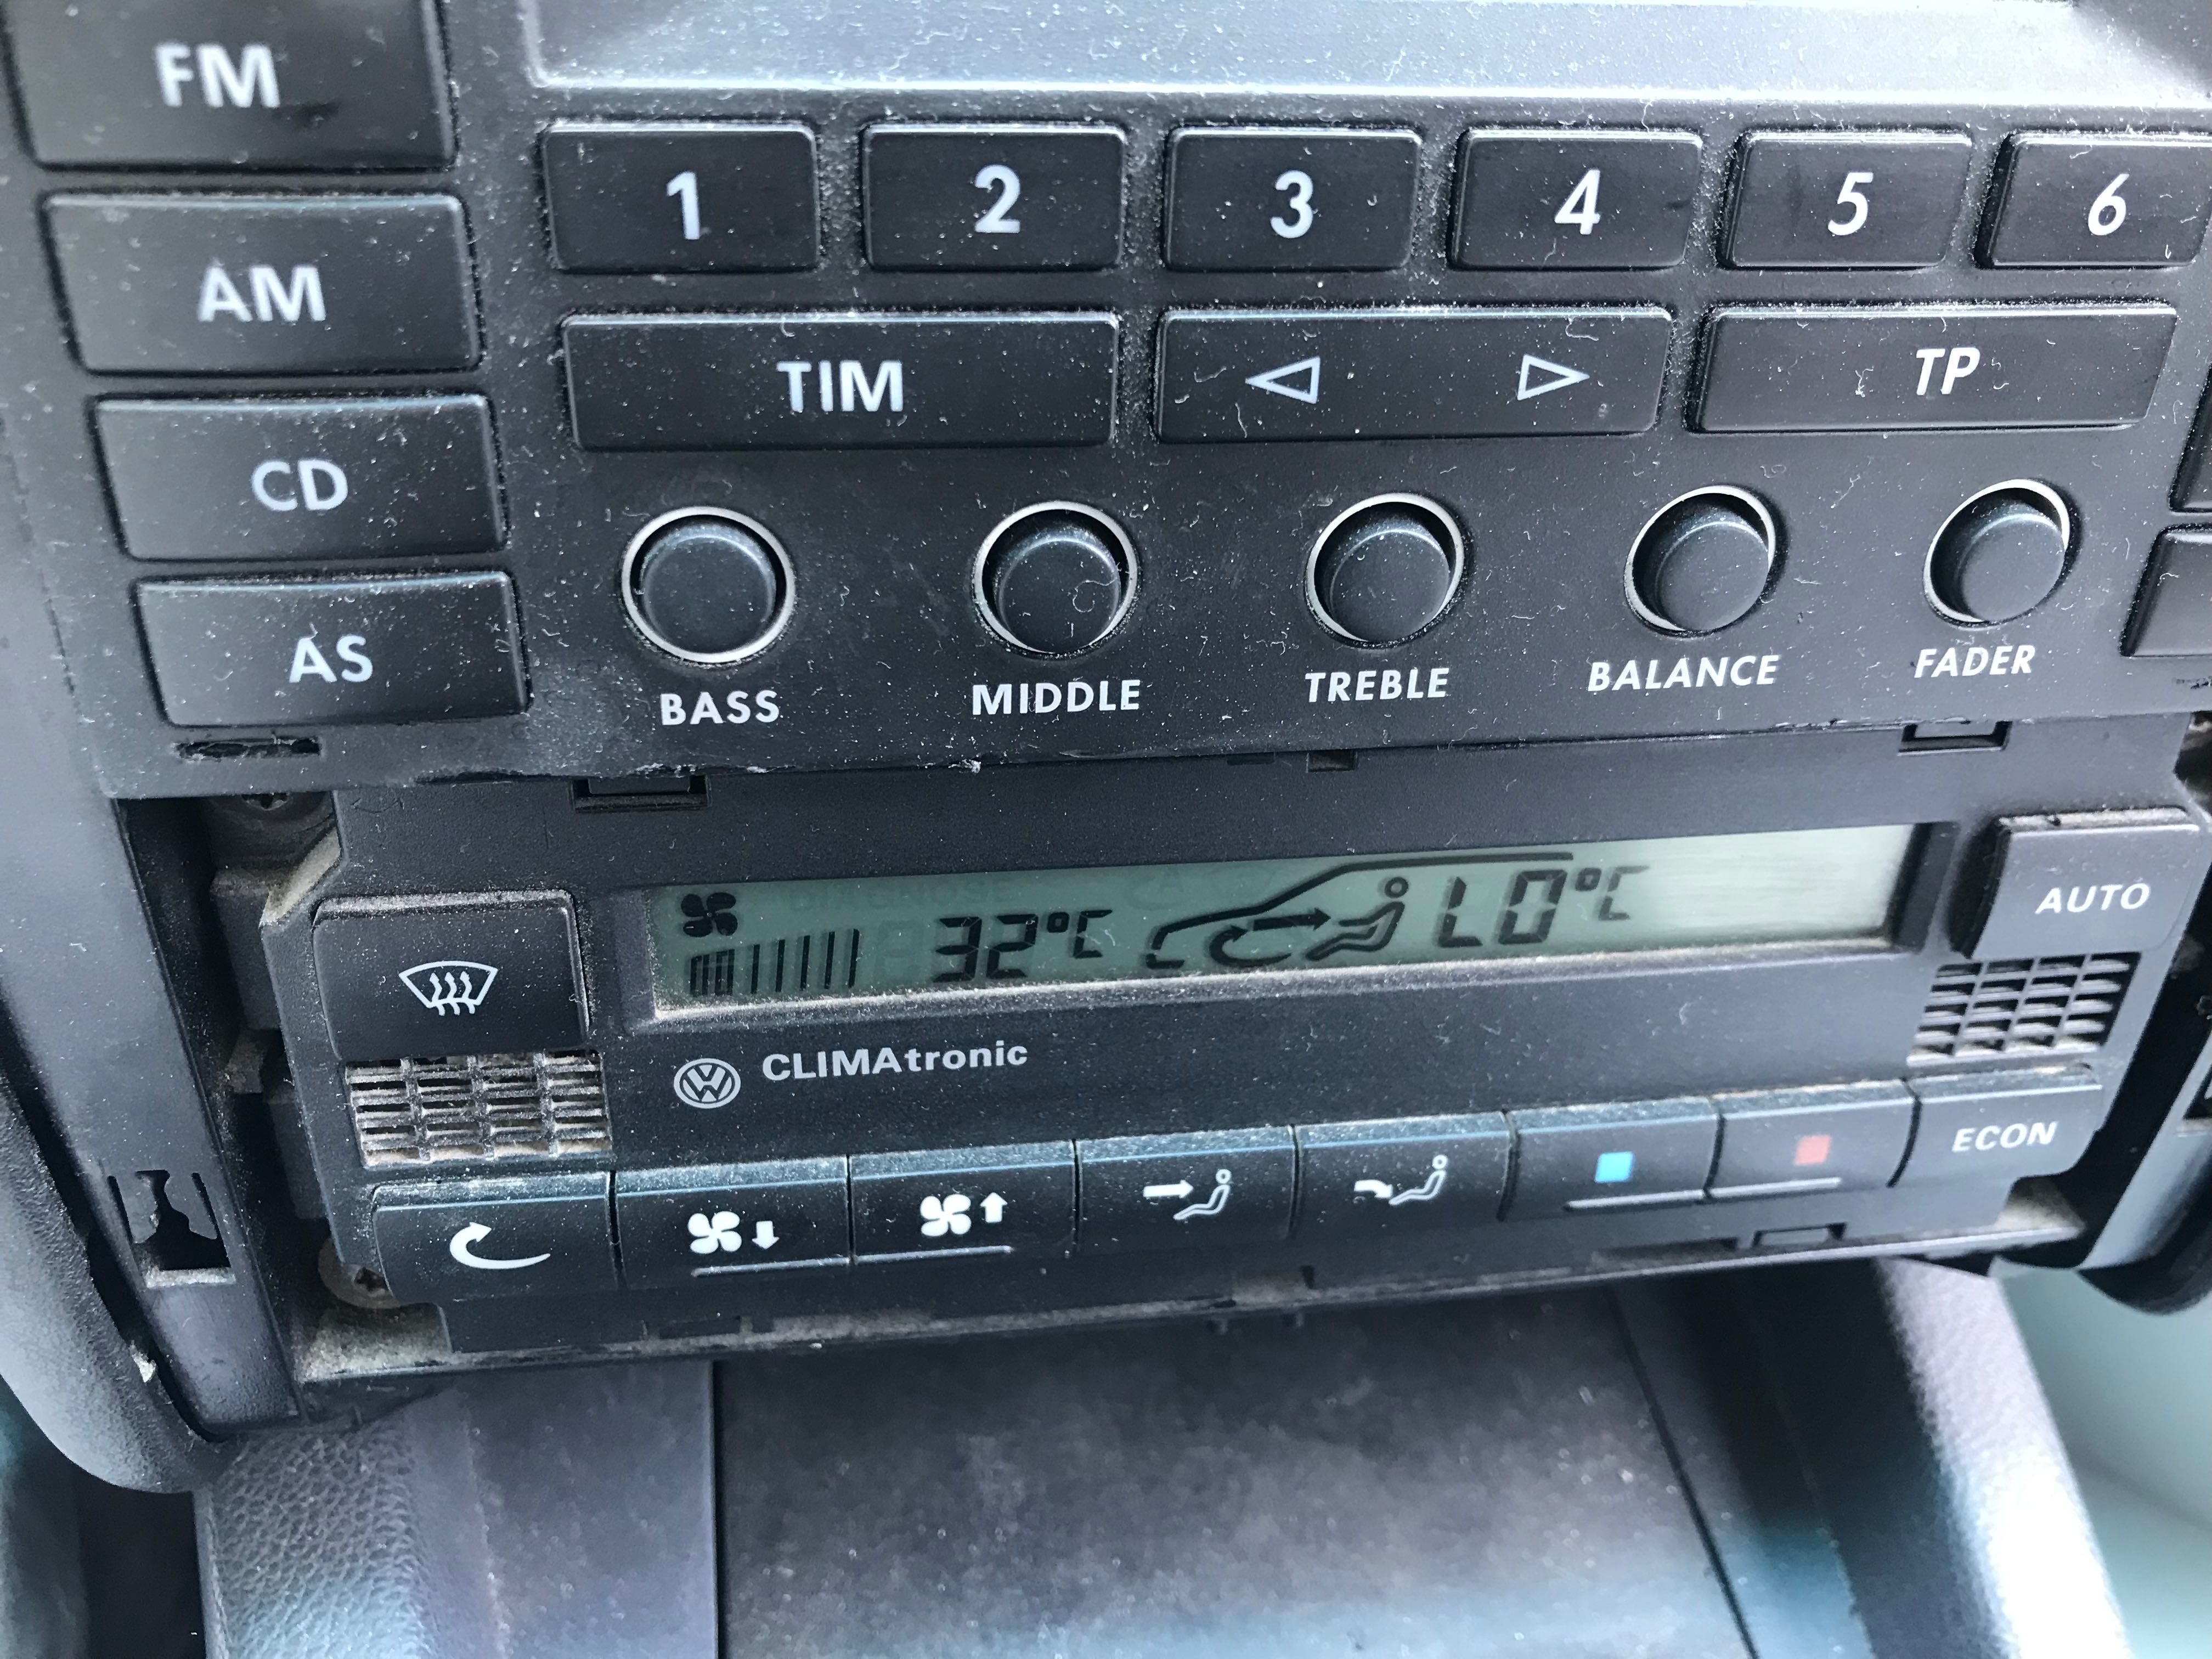 FM
1 2 3 4 5 6
AM
TIM TP
CD
AS
BASS MIDDLE TREBLE BALANCE FADER
32°C LO°C
AUTO
CLIMAtronic
ECON